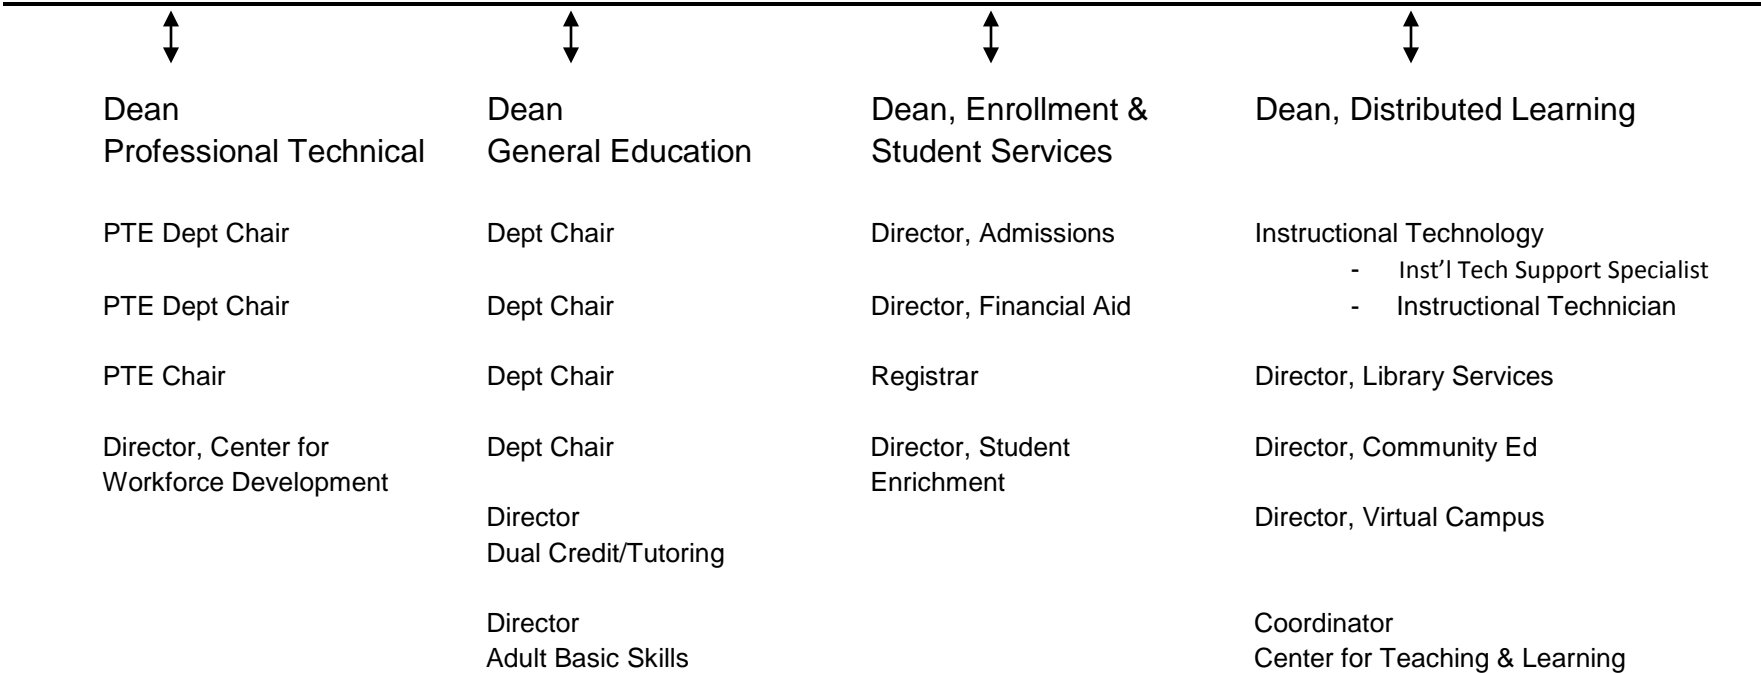 Dean
Professional Technical
PTE Dept Chair
PTE Dept Chair
PTE Chair
Director, Center for
Workforce Development
Dean
General Education
Dept Chair
Dept Chair
Dept Chair
Dept Chair
Director
Dual Credit/Tutoring
Director
Adult Basic Skills
Dean, Enrollment &
Student Services
Director, Admissions
Director, Financial Aid
Registrar
Director, Student
Enrichment
Dean, Distributed Learning
Instructional Technology
- Inst’l Tech Support Specialist
- Instructional Technician
Director, Library Services
Director, Community Ed
Director, Virtual Campus
Coordinator
Center for Teaching & Learning